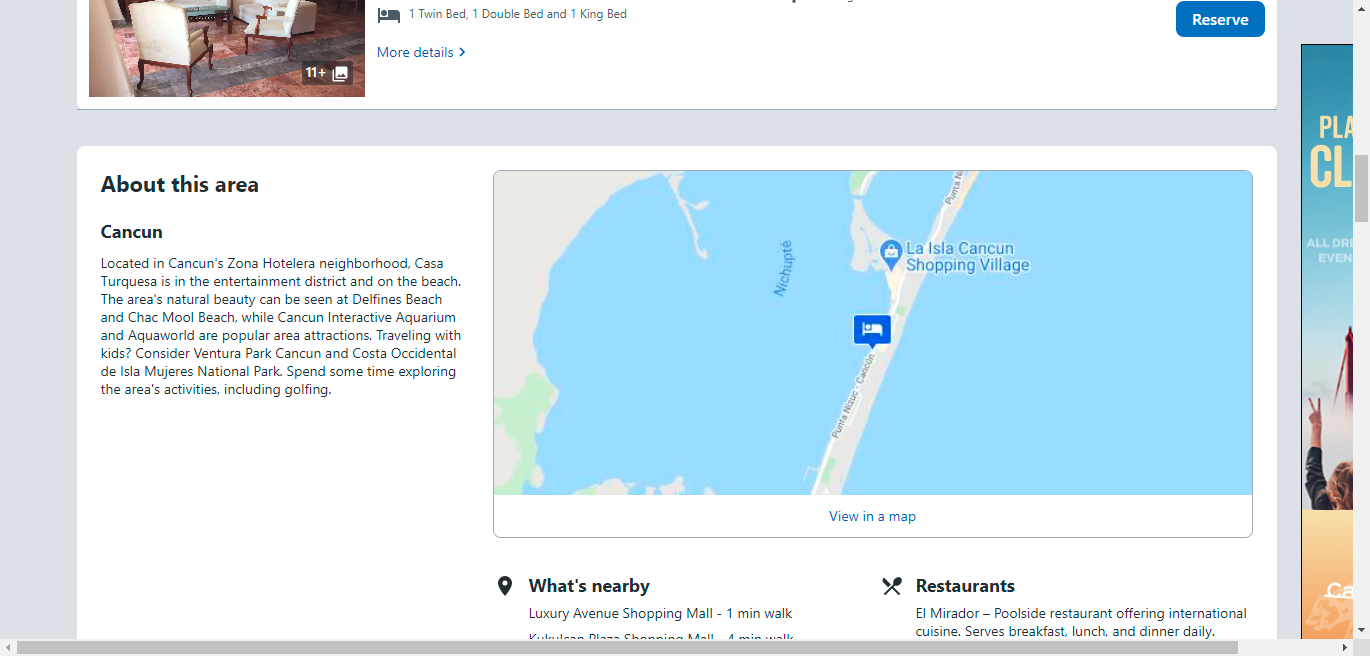 1 Twin Bed, 1 Double Bed and 1 King Bed
Reserve
More details
11+
About this area
Cancun
Located in Cancun's Zona Hotelera neighborhood, Casa
Turquesa is in the entertainment district and on the beach.
The area's natural beauty can be seen at Delfines Beach
and Chac Mool Beach, while Cancun Interactive Aquarium
and Aquaworld are popular area attractions. Traveling with
kids? Consider Ventura Park Cancun and Costa Occidental
de Isla Mujeres National Park. Spend some time exploring
the area's activities, including golfing.
Punta Ni
Nichupté
La Isla Cancun
Shopping Village
Punta Nizuc - Cancún
View in a map
What's nearby
Luxury Avenue Shopping Mall - 1 min walk
Kukulcan Plaza Shopping Mall - 4 min walk
Restaurants
El Mirador – Poolside restaurant offering international
cuisine. Serves breakfast, lunch, and dinner daily.
PLA
CL
ALL DRI
EVEN
Ca